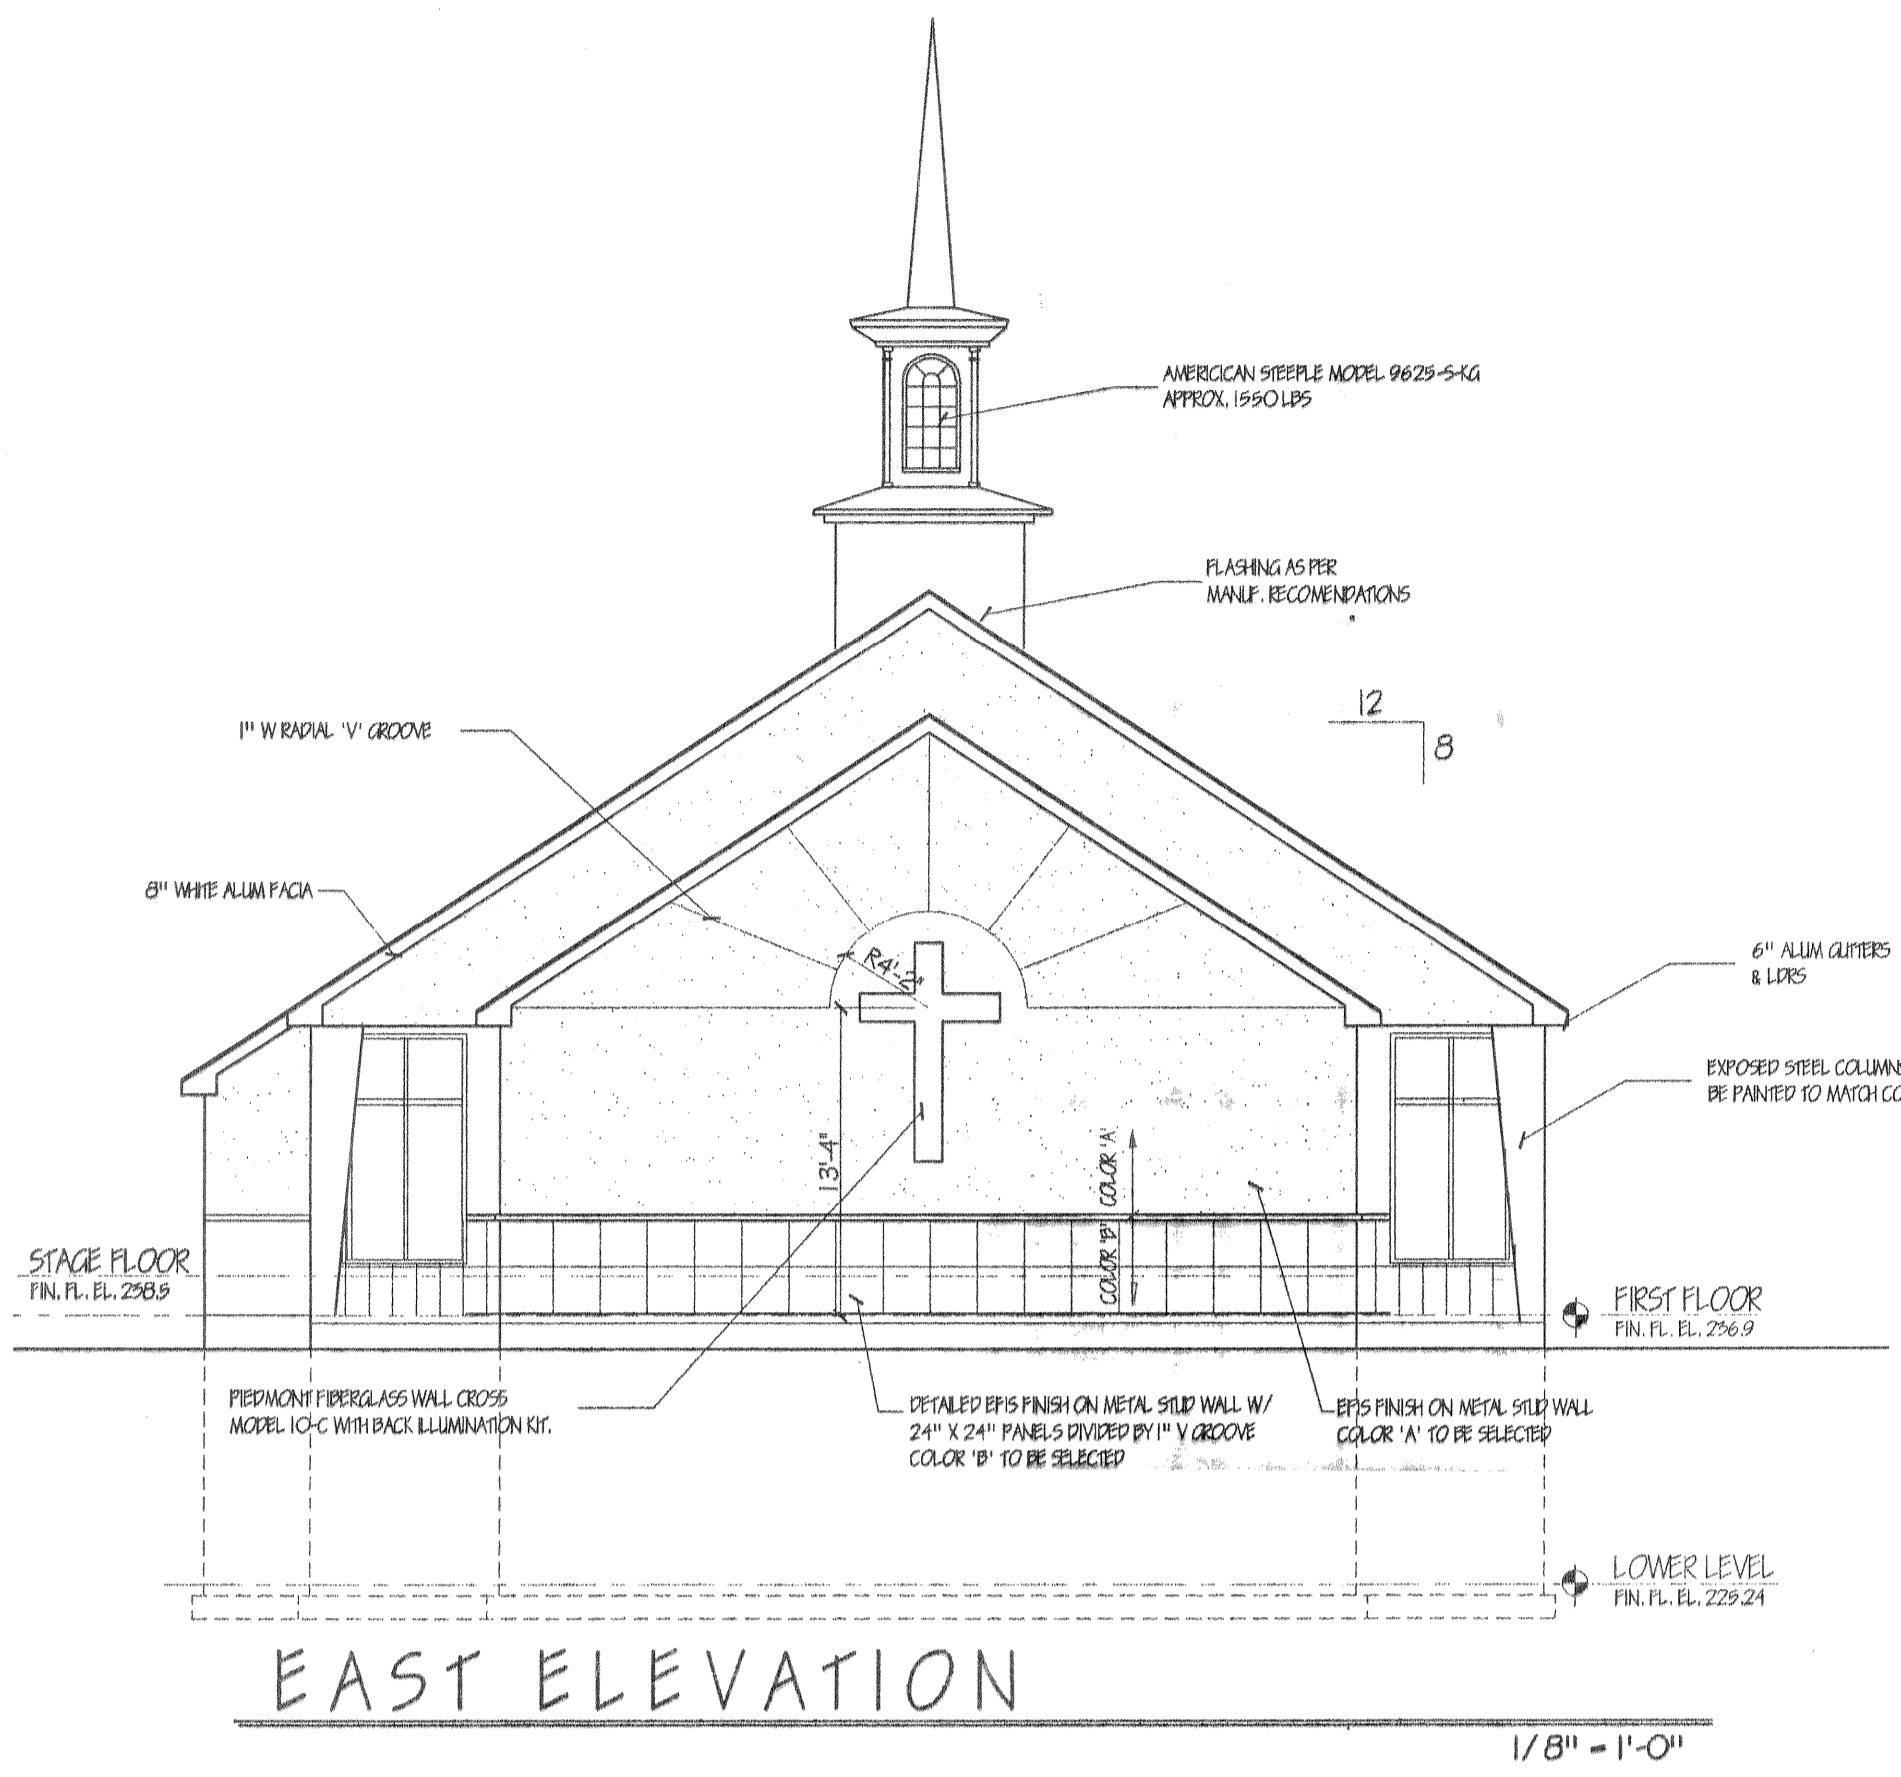 AMERICICAN STEEPLE MODEL 9625-S-KG
APPROX. 1550 LBS
FLASHING AS PER
MANUF. RECOMENDATIONS
12
8
1" W RADIAL 'V' GROOVE
8" WHITE ALUM FACIA
R4'-2"
6" ALUM GUTTERS
& LDRS
EXPOSED STEEL COLUMNS
BE PAINTED TO MATCH CO
13'-4"
COLOR 'A'
COLOR 'B'
STAGE FLOOR
FIN. FL. EL. 238.5
FIRST FLOOR
FIN. FL. EL. 236.9
PIEDMONT FIBERGLASS WALL CROSS
MODEL 10-C WITH BACK ILLUMINATION KIT.
DETAILED EFIS FINISH ON METAL STUD WALL W/
24" X 24" PANELS DIVIDED BY 1" V GROOVE
COLOR 'B' TO BE SELECTED
EFIS FINISH ON METAL STUD WALL
COLOR 'A' TO BE SELECTED
LOWER LEVEL
FIN. FL. EL. 225.24
EAST ELEVATION
1/8" = 1'-0"